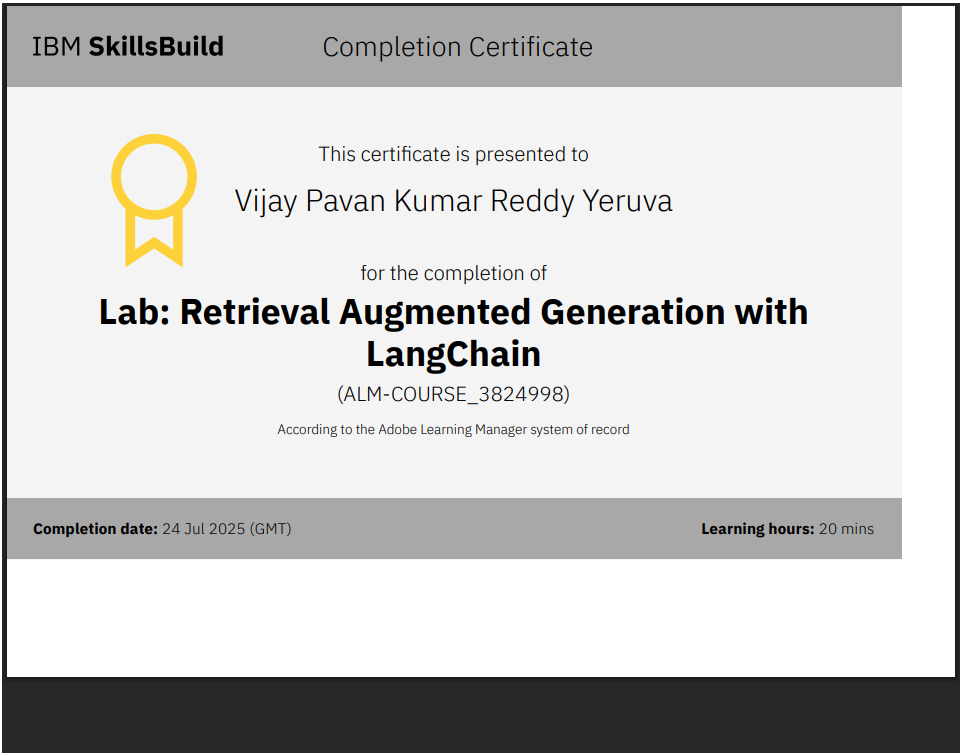 IBM SkillsBuild
Completion Certificate
This certificate is presented to
Vijay Pavan Kumar Reddy Yeruva
for the completion of
Lab: Retrieval Augmented Generation with
LangChain
(ALM-COURSE_3824998)
According to the Adobe Learning Manager system of record
Completion date: 24 Jul 2025 (GMT)
Learning hours: 20 mins